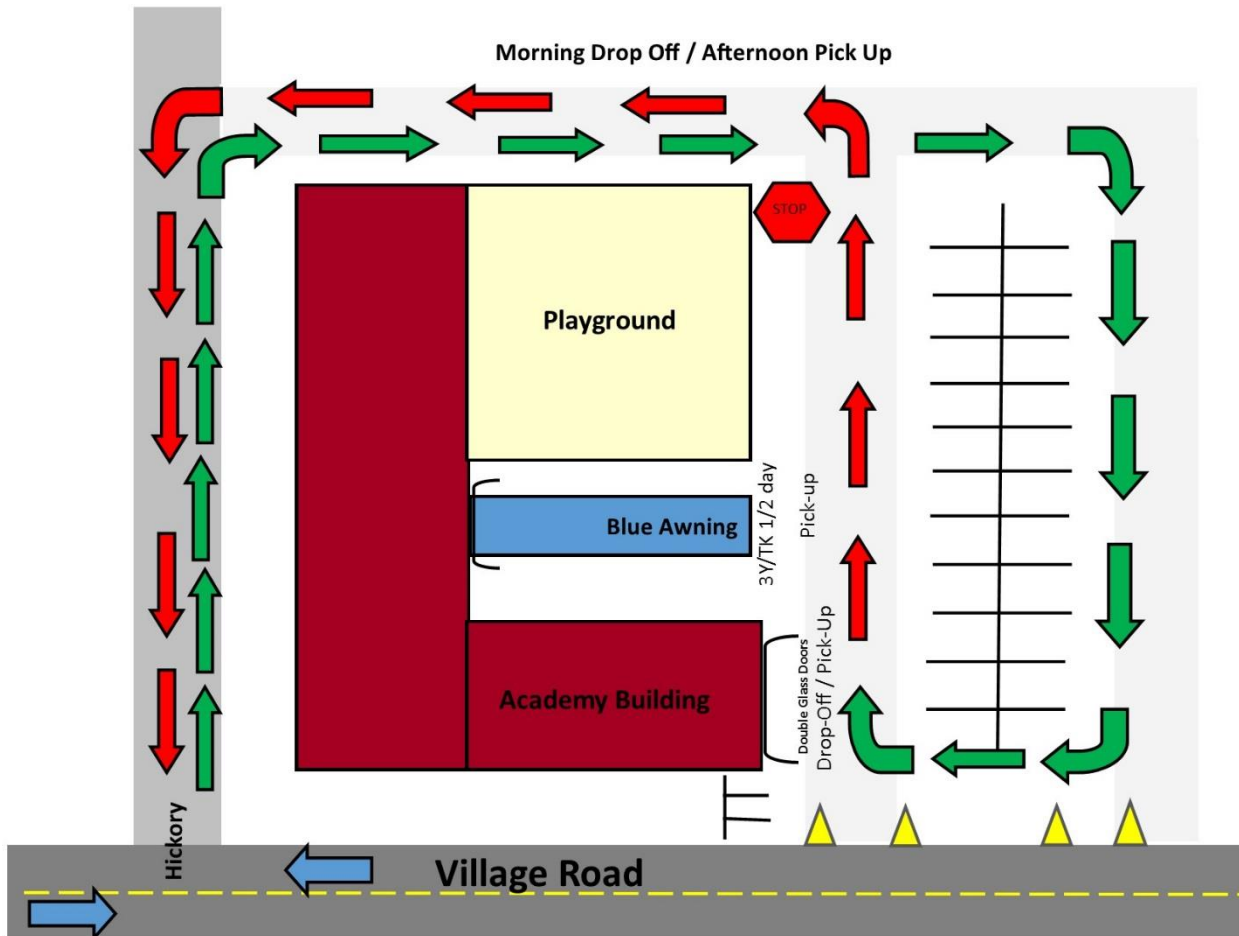 Morning Drop Off / Afternoon Pick Up
STOP
Playground
Blue Awning
3Y/TK 1/2 day
Pick-up
Academy Building
Double Glass Doors
Drop-Off / Pick-Up
Hickory
Village Road